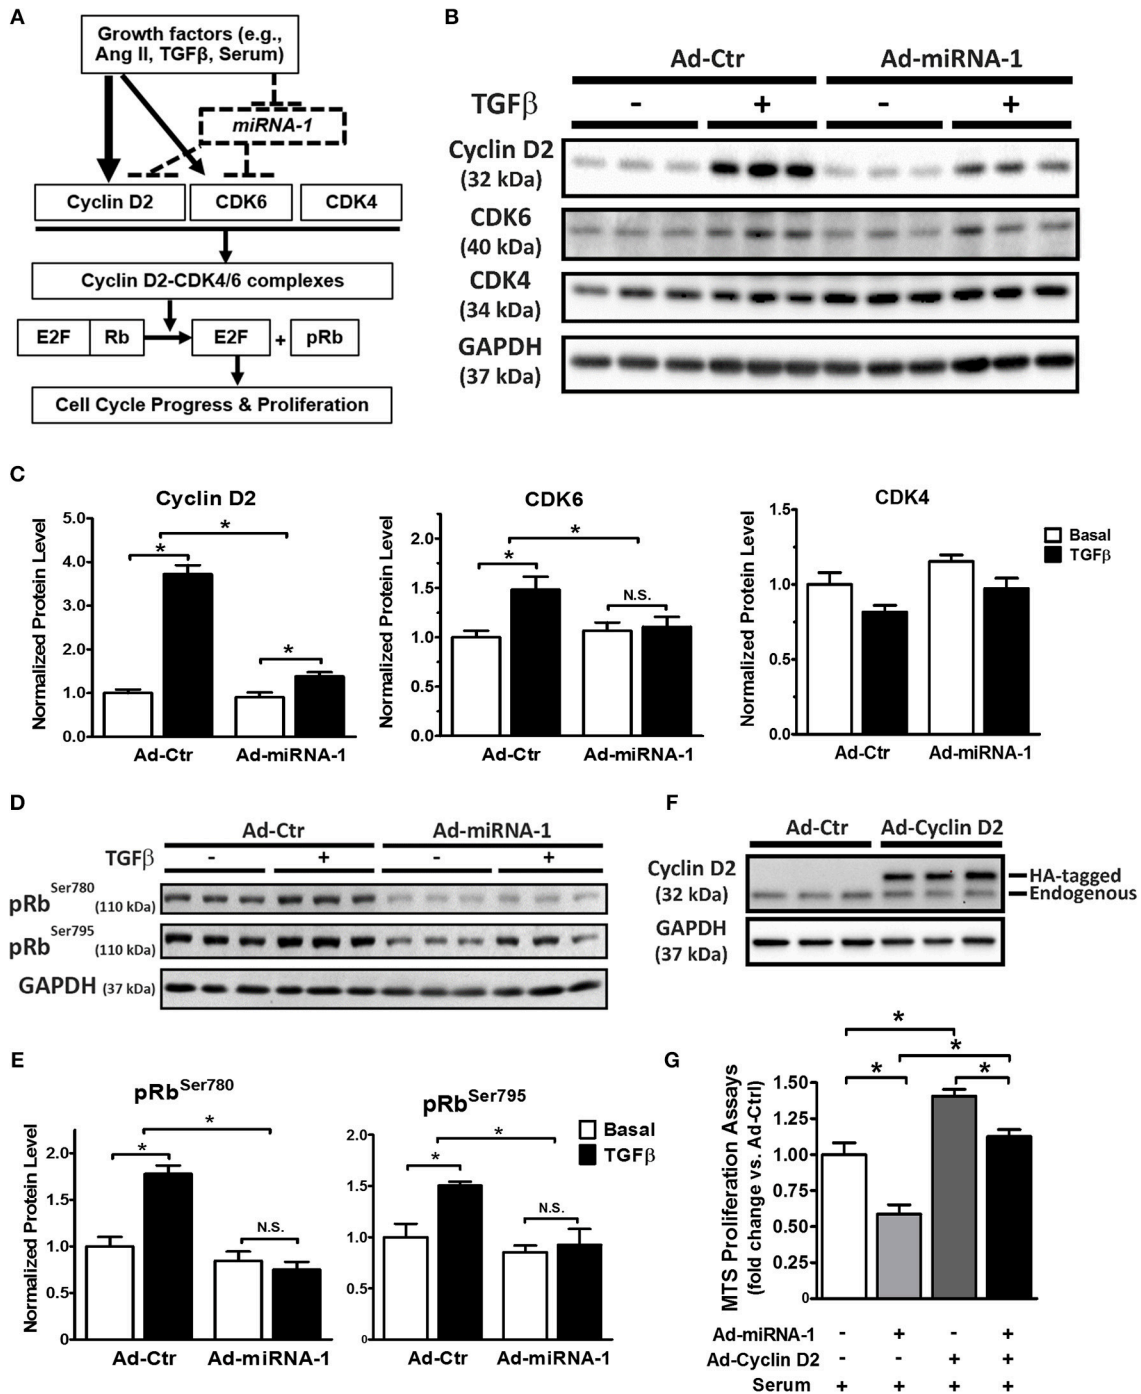 A
Growth factors (e.g.,
Ang II, TGFβ, Serum)
miRNA-1
Cyclin D2
CDK6
CDK4
Cyclin D2-CDK4/6 complexes
E2F
Rb
E2F
+
pRb
Cell Cycle Progress & Proliferation
B
Ad-Ctr
Ad-miRNA-1
TGFβ
-
+
-
+
Cyclin D2
(32 kDa)
CDK6
(40 kDa)
CDK4
(34 kDa)
GAPDH
(37 kDa)
C
Cyclin D2
Normalized Protein Level
5.0
4.0
3.0
2.0
1.0
0.0
*
*
*
Ad-Ctr
Ad-miRNA-1
CDK6
Normalized Protein Level
2.0
1.5
1.0
0.5
0.0
*
*
N.S.
Ad-Ctr
Ad-miRNA-1
CDK4
Normalized Protein Level
1.5
1.0
0.5
0.0
Ad-Ctr
Ad-miRNA-1
Basal
TGFβ
D
Ad-Ctr
Ad-miRNA-1
TGFβ
-
+
-
+
pRb Ser780 (110 kDa)
pRb Ser795 (110 kDa)
GAPDH (37 kDa)
F
Ad-Ctr
Ad-Cyclin D2
Cyclin D2
(32 kDa)
HA-tagged
Endogenous
GAPDH
(37 kDa)
E
pRb Ser780
Normalized Protein Level
2.0
1.5
1.0
0.5
0
*
*
N.S.
Ad-Ctr
Ad-miRNA-1
pRb Ser795
2.0
1.5
1.0
0.5
0
*
*
N.S.
Ad-Ctr
Ad-miRNA-1
Basal
TGFβ
G
MTS Proliferation Assays
(fold change vs. Ad-Ctrl)
1.50
1.25
1.00
0.75
0.50
0.25
0
*
*
*
*
Ad-miRNA-1 - + - +
Ad-Cyclin D2 - - + +
Serum + + + +